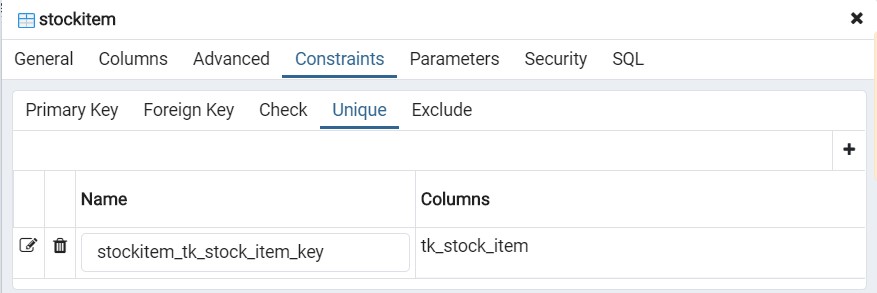 stockitem
General Columns Advanced Constraints Parameters Security SQL
Primary Key Foreign Key Check Unique Exclude
Name Columns
stockitem_tk_stock_item_key tk_stock_item